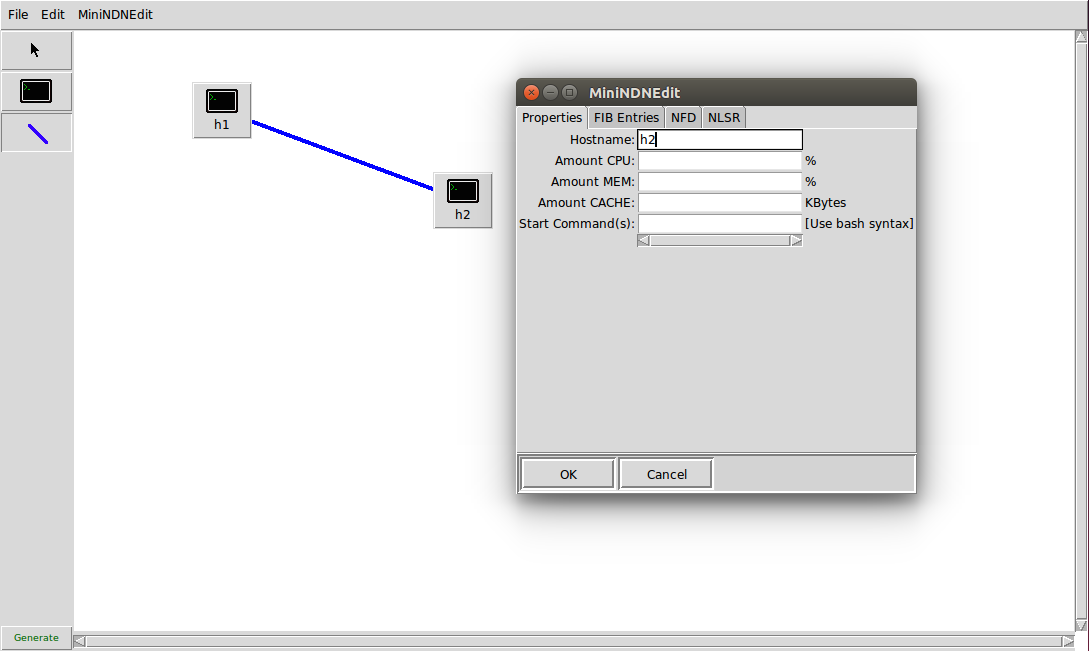 File Edit MiniNDNEdit
h1
h2
MiniNDNEdit
Properties FIB Entries NFD NLSR
Hostname: h2
Amount CPU: %
Amount MEM: %
Amount CACHE: KBytes
Start Command(s): [Use bash syntax]
OK Cancel
Generate